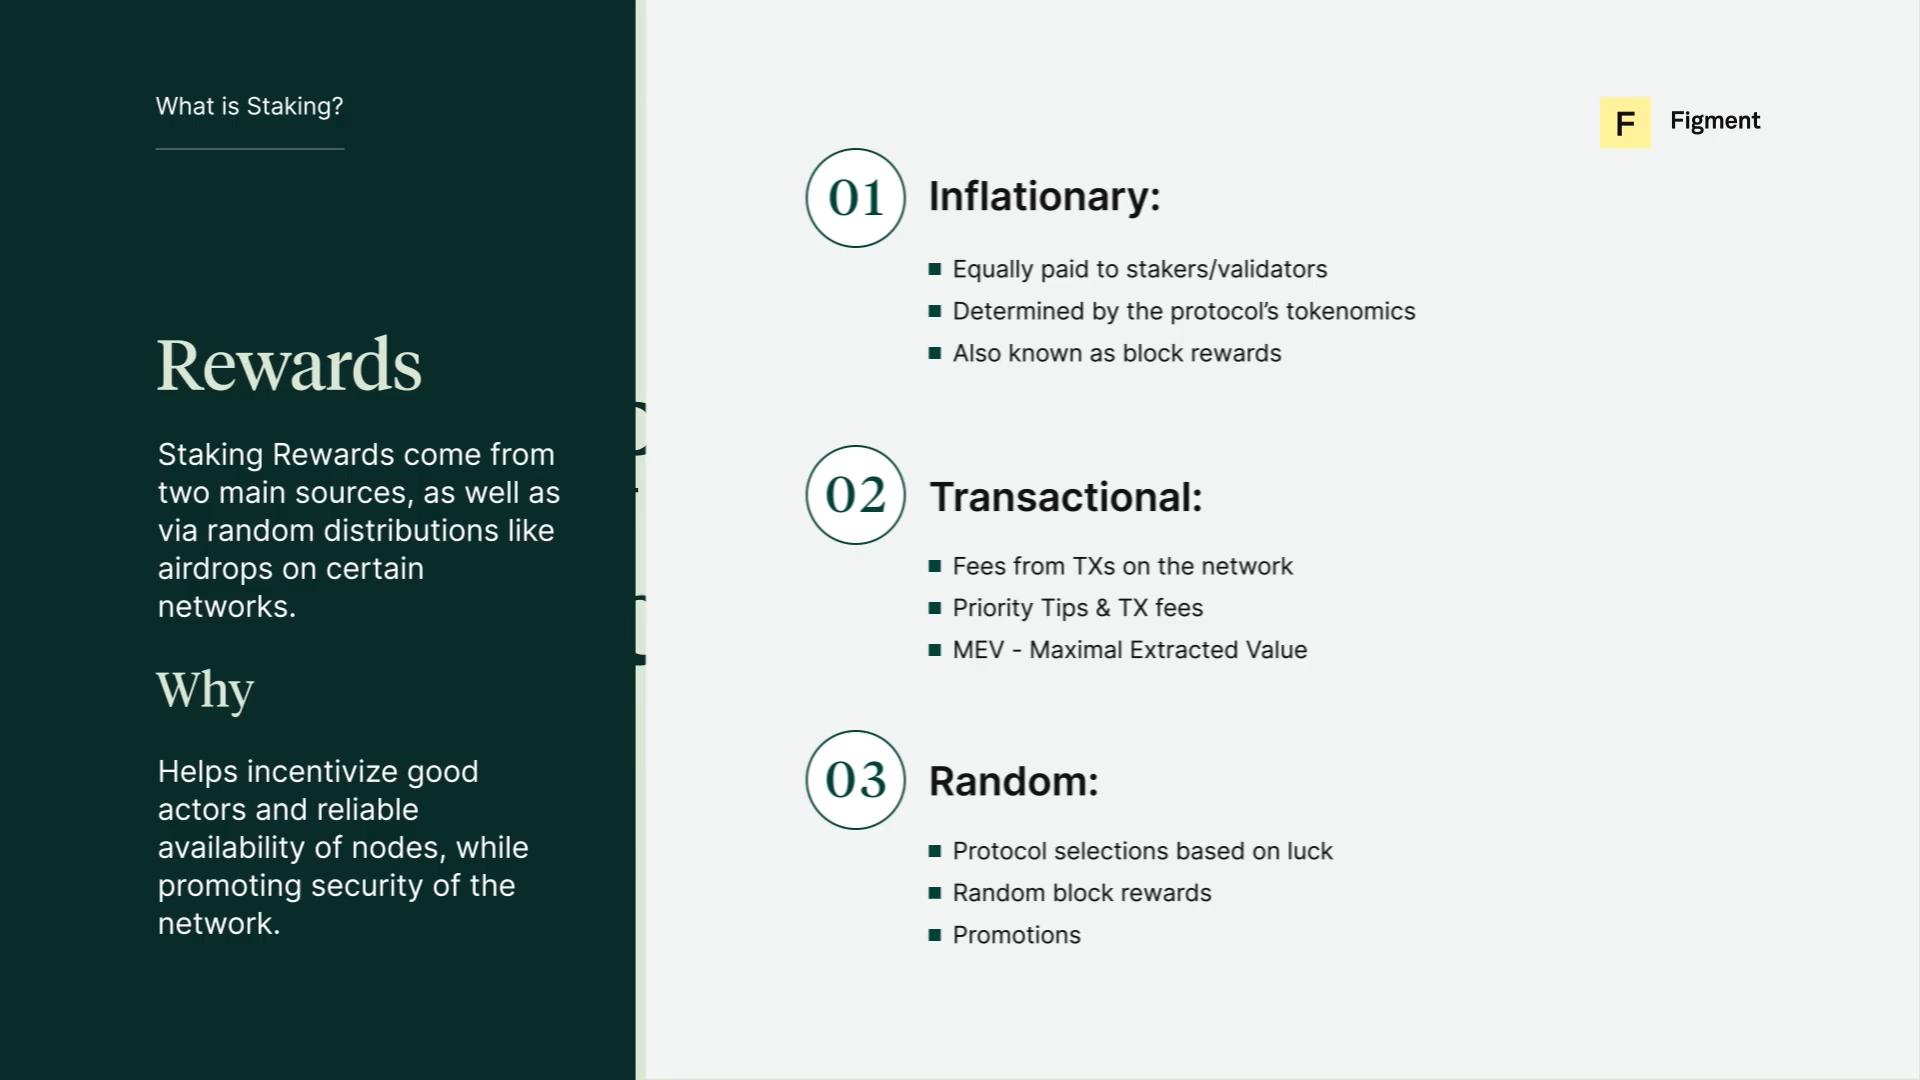 What is Staking?
Rewards
Staking Rewards come from
two main sources, as well as
via random distributions like
airdrops on certain
networks.
Why
Helps incentivize good
actors and reliable
availability of nodes, while
promoting security of the
network.
F Figment
01 Inflationary:
■ Equally paid to stakers/validators
■ Determined by the protocol’s tokenomics
■ Also known as block rewards
02 Transactional:
■ Fees from TXs on the network
■ Priority Tips & TX fees
■ MEV - Maximal Extracted Value
03 Random:
■ Protocol selections based on luck
■ Random block rewards
■ Promotions